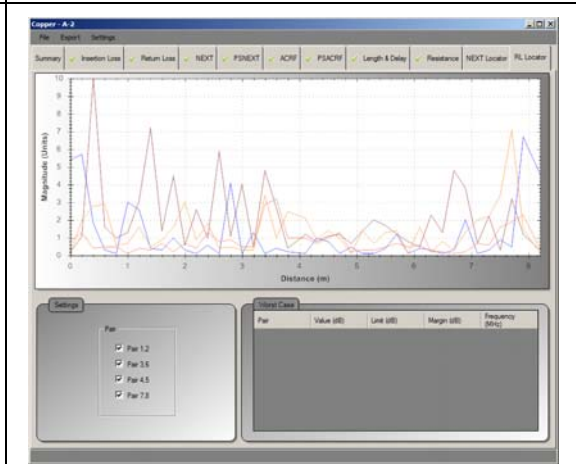 Copper - A-2
File Export Settings
Summary Insertion Loss Return Loss NEXT PSNEXT ACRF PSACRF Length & Delay Resistance NEXT Locator RL Locator
Magnitude (Units)
10
9
8
7
6
5
4
3
2
1
0
0 1 2 3 4 5 6 7 8
Distance (m)
Settings
Pair
Pair 1,2
Pair 3,6
Pair 4,5
Pair 7,8
Worst Case
Pair Value (dB) Limit (dB) Margin (dB) Frequency (MHz)